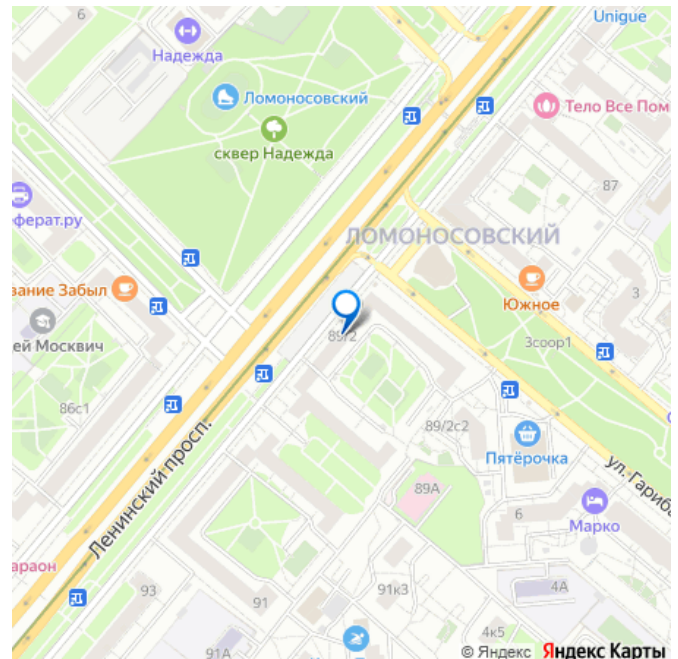 6
Unigue
Надежда
Ломоносовский
Тело Все Пом
сквер Надежда
87
ферат.ру
ЛОМОНОСОВСКИЙ
вание Забыл
Южное
3
ей Москвич
89/2
3соор1
86с1
89/2с2
Пятёрочка
Ленинский просп.
ул. Гариба
89А
6
Марко
араон
93
91
91к3
4А
91А
4к5
© Яндекс Яндекс Карты